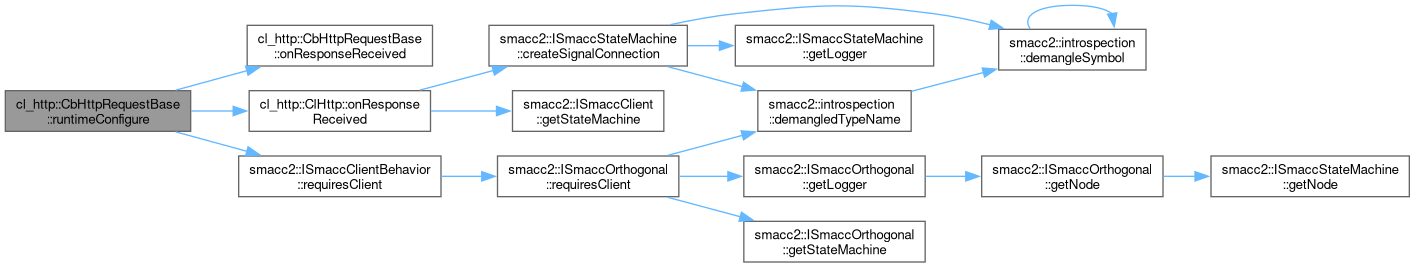 cl_http::CbHttpRequestBase
::runtimeConfigure
cl_http::CbHttpRequestBase
::onResponseReceived
cl_http::ClHttp::onResponse
Received
smacc2::ISmaccClientBehavior
::requiresClient
smacc2::ISmaccStateMachine
::createSignalConnection
smacc2::ISmaccClient
::getStateMachine
smacc2::ISmaccOrthogonal
::requiresClient
smacc2::ISmaccStateMachine
::getLogger
smacc2::introspection
::demangledTypeName
smacc2::ISmaccOrthogonal
::getLogger
smacc2::ISmaccOrthogonal
::getStateMachine
smacc2::introspection
::demangleSymbol
smacc2::ISmaccOrthogonal
::getNode
smacc2::ISmaccStateMachine
::getNode